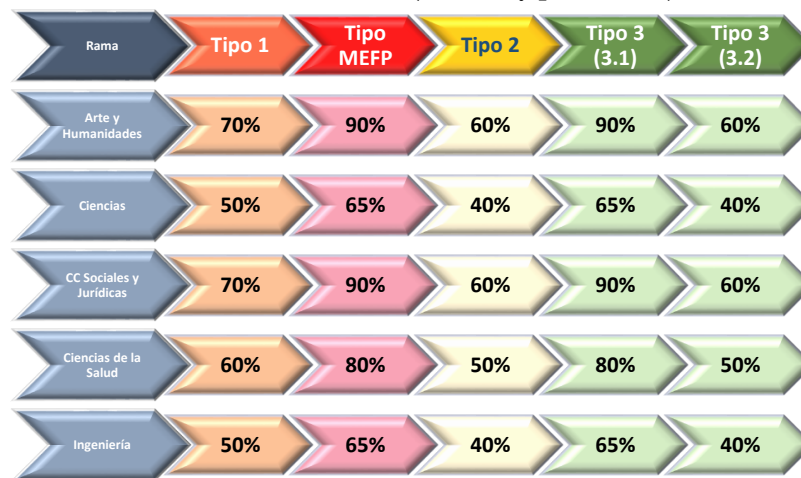 Rama
Tipo 1
Tipo
MEFP
Tipo 2
Tipo 3
(3.1)
Tipo 3
(3.2)
Arte y
Humanidades
70%
90%
60%
90%
60%
Ciencias
50%
65%
40%
65%
40%
CC Sociales y
Jurídicas
70%
90%
60%
90%
60%
Ciencias de la
Salud
60%
80%
50%
80%
50%
Ingeniería
50%
65%
40%
65%
40%